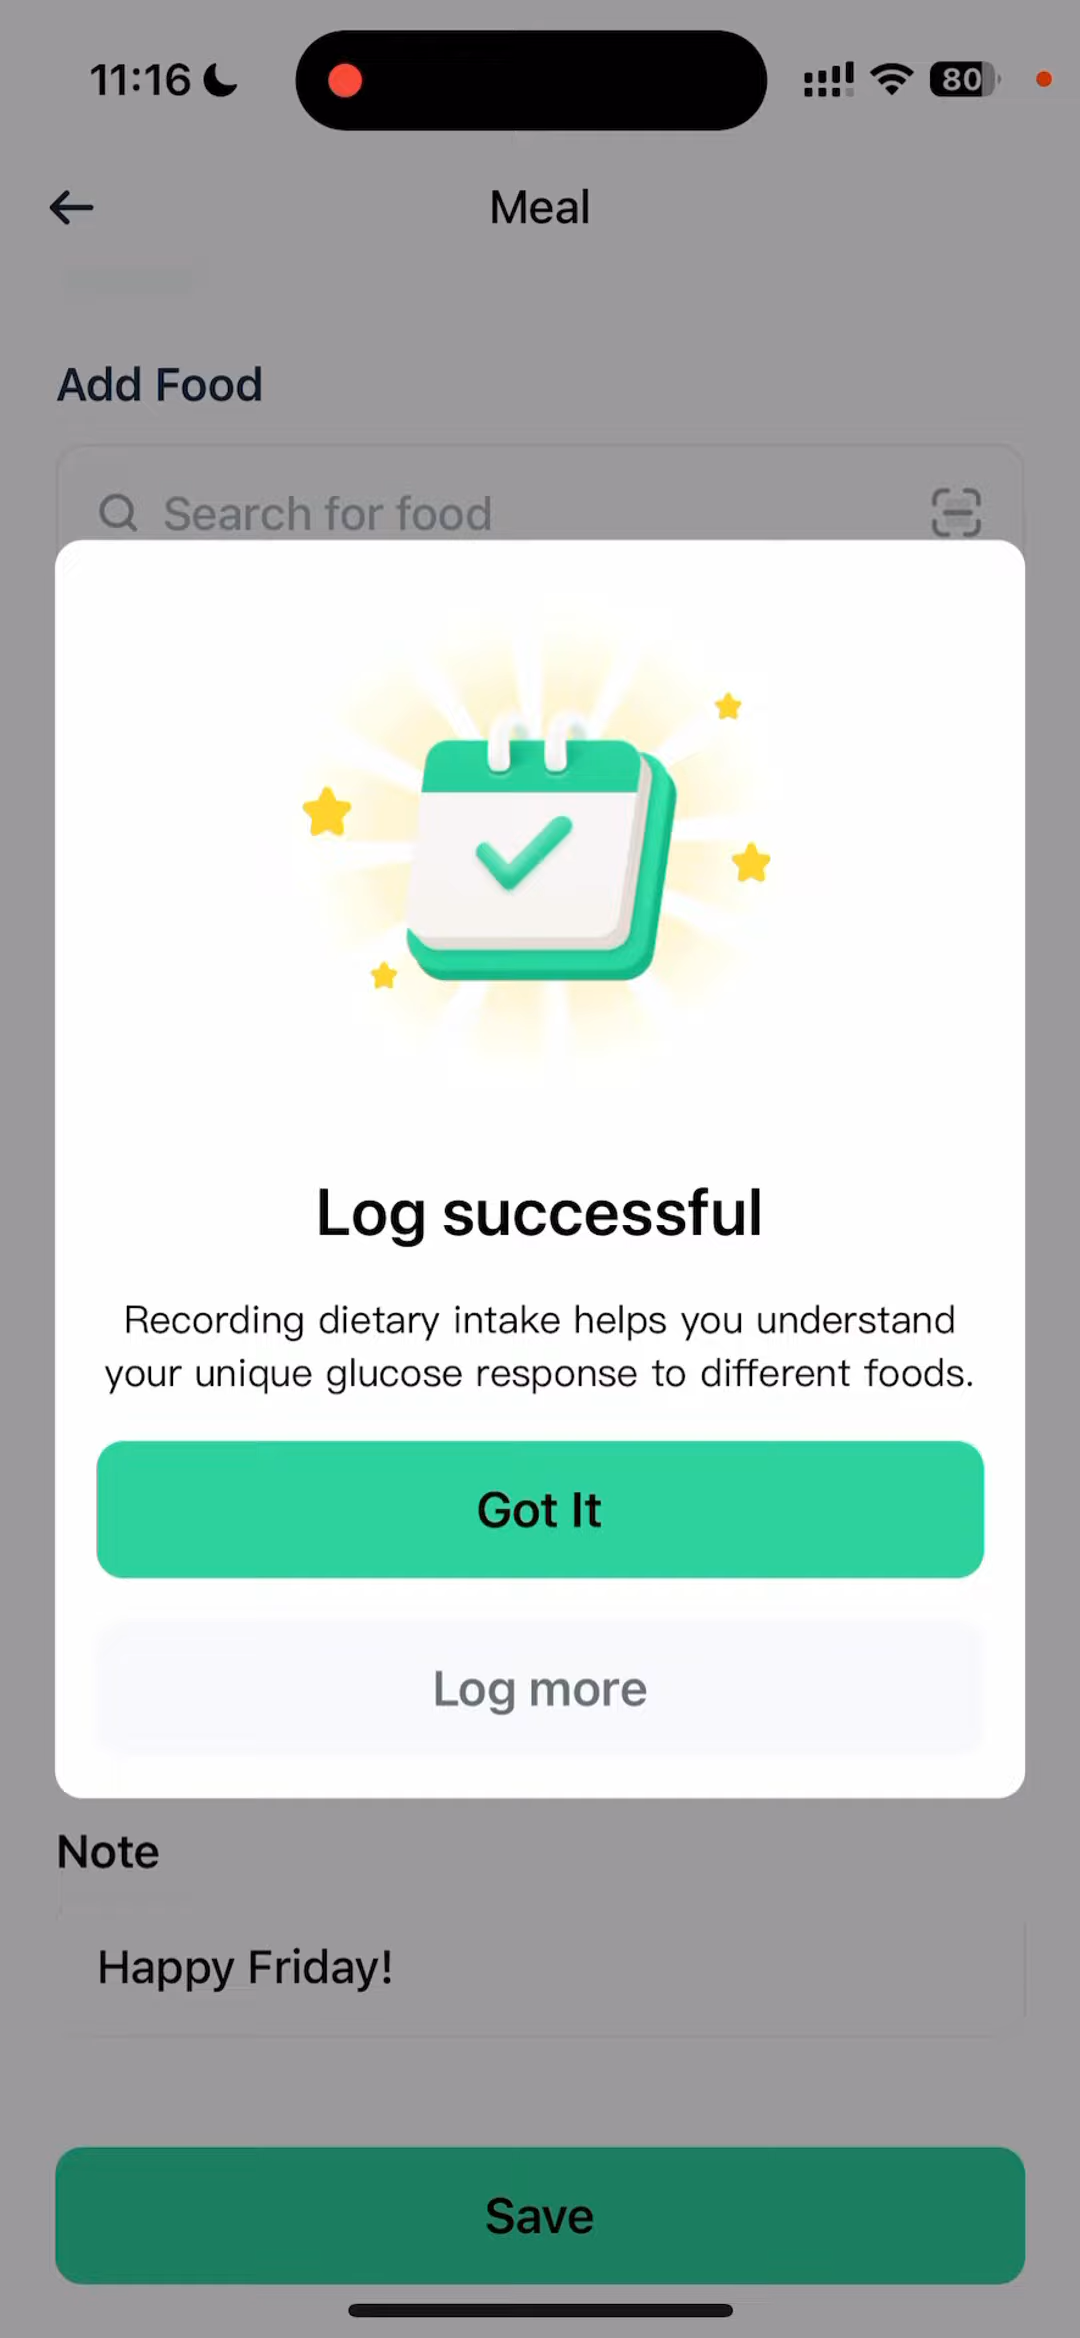 11:16
80
Meal
Add Food
Search for food
Log successful
Recording dietary intake helps you understand
your unique glucose response to different foods.
Got It
Log more
Note
Happy Friday!
Save